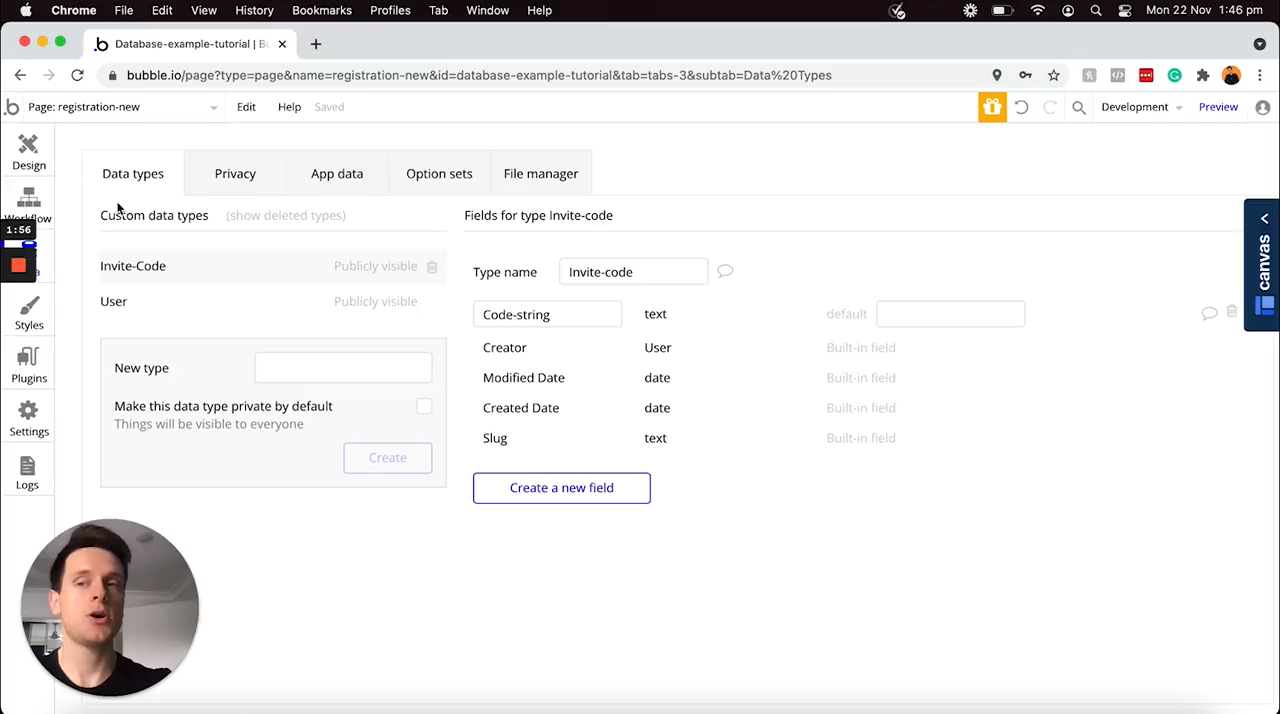 Chrome File Edit View History Bookmarks Profiles Tab Window Help Mon 22 Nov 1:46 pm
Database-example-tutorial | Bu
bubble.io/page?type=page&name=registration-new&id=database-example-tutorial&tab=tabs-3&subtab=Data%20Types
Page: registration-new Edit Help Saved Development Preview
Design
Workflow
1:56
Styles
Plugins
Settings
Logs
Data types Privacy App data Option sets File manager
Custom data types (show deleted types)
Invite-Code Publicly visible
User Publicly visible
New type
Make this data type private by default
Things will be visible to everyone
Create
Fields for type Invite-code
Type name Invite-code
Code-string text default
Creator User Built-in field
Modified Date date Built-in field
Created Date date Built-in field
Slug text Built-in field
Create a new field
canvas